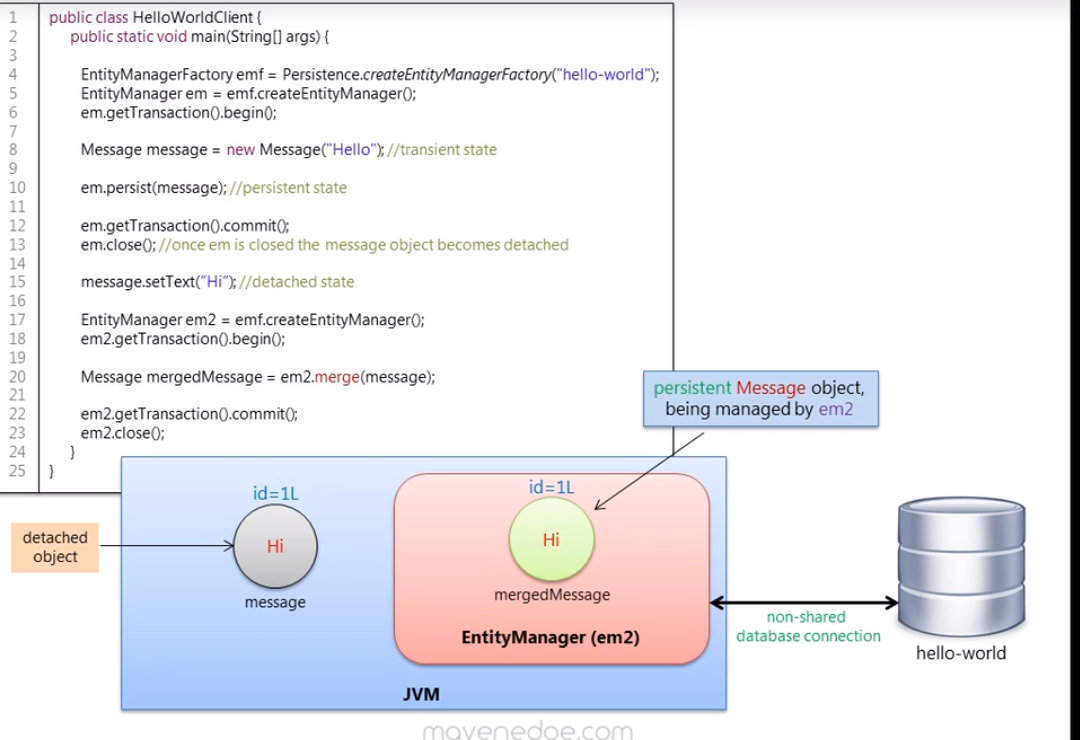 1 public class HelloWorldClient {
2 public static void main(String[] args) {
3
4 EntityManagerFactory emf = Persistence.createEntityManagerFactory("hello-world");
5 EntityManager em = emf.createEntityManager();
6 em.getTransaction().begin();
7
8 Message message = new Message("Hello"); //transient state
9
10 em.persist(message); //persistent state
11
12 em.getTransaction().commit();
13 em.close(); //once em is closed the message object becomes detached
14
15 message.setText("Hi"); //detached state
16
17 EntityManager em2 = emf.createEntityManager();
18 em2.getTransaction().begin();
19
20 Message mergedMessage = em2.merge(message);
21
22 em2.getTransaction().commit();
23 em2.close();
24 }
25 }
persistent Message object,
being managed by em2
detached
object
id=1L
Hi
message
id=1L
Hi
mergedMessage
EntityManager (em2)
JVM
non-shared
database connection
hello-world
mavenedoe.com